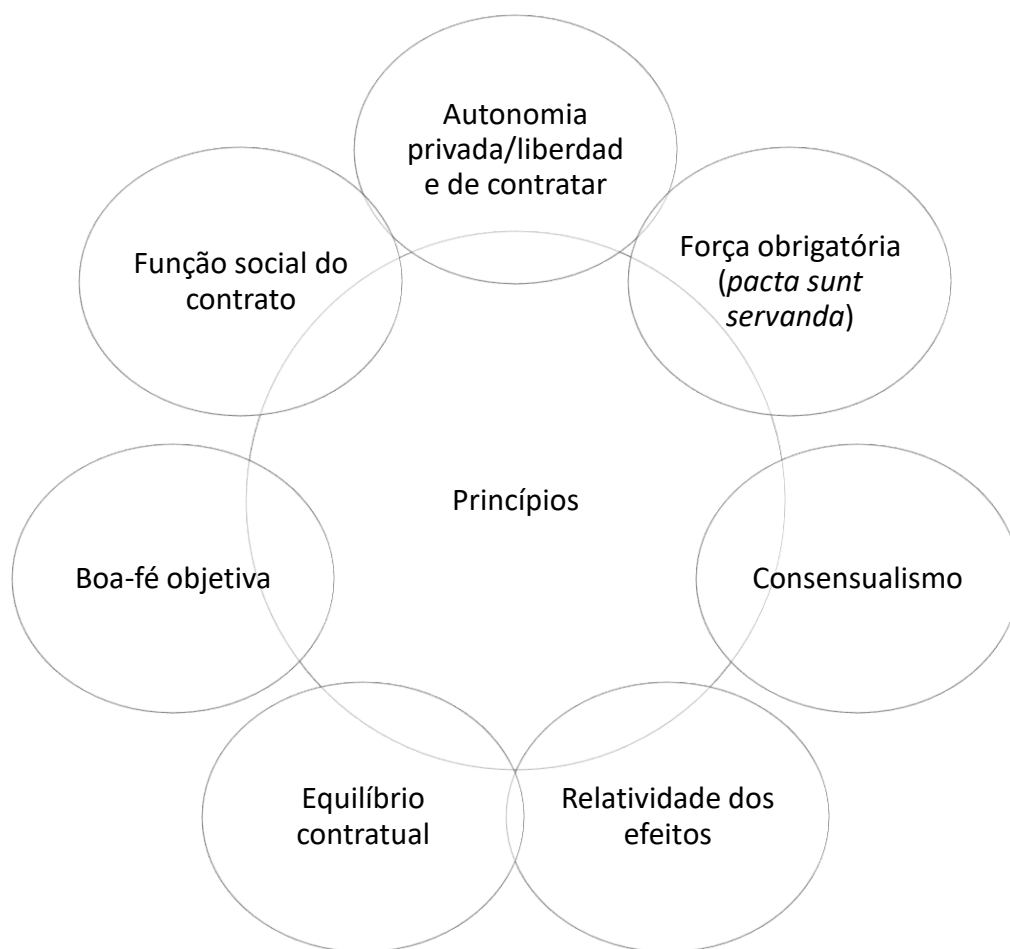 Autonomia
privada/liberdad
e de contratar
Função social do
contrato
Força obrigatória
(pacta sunt
servanda)
Princípios
Boa-fé objetiva
Consensualismo
Equilíbrio
contratual
Relatividade dos
efeitos